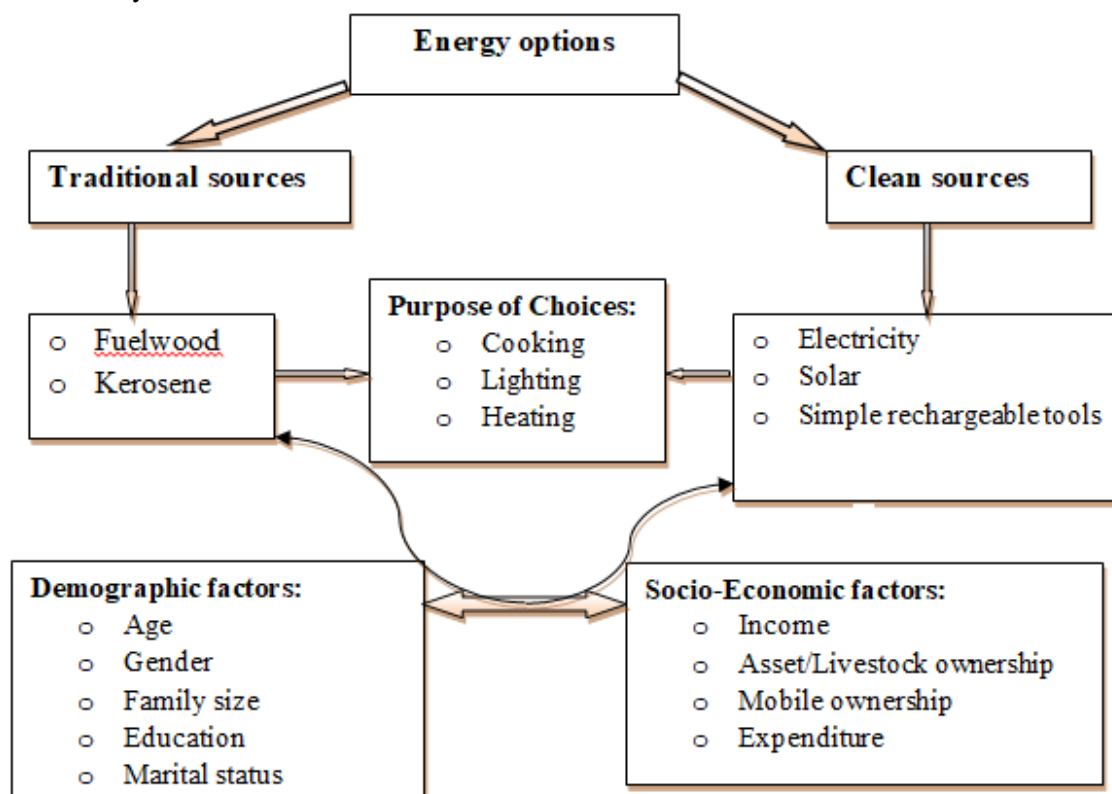 Energy options
Traditional sources
Clean sources
Fuelwood
Kerosene
Purpose of Choices:
Cooking
Lighting
Heating
Electricity
Solar
Simple rechargeable tools
Demographic factors:
Age
Gender
Family size
Education
Marital status
Socio-Economic factors:
Income
Asset/Livestock ownership
Mobile ownership
Expenditure